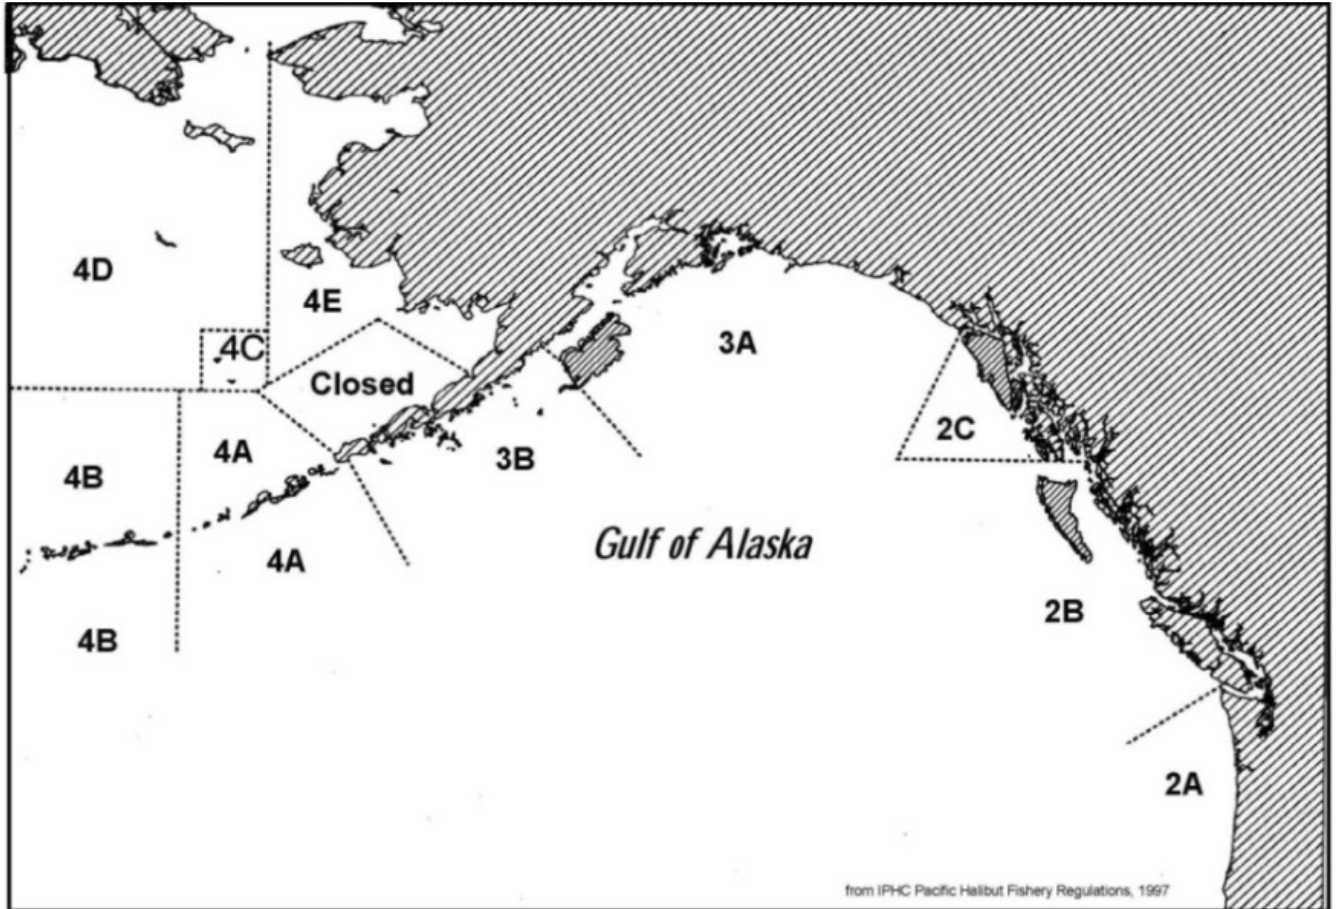 4D
4E
4C
3A
Closed
2C
4A
3B
4B
Gulf of Alaska
4A
2B
4B
2A
from IPHC Pacific Halibut Fishery Regulations, 1997